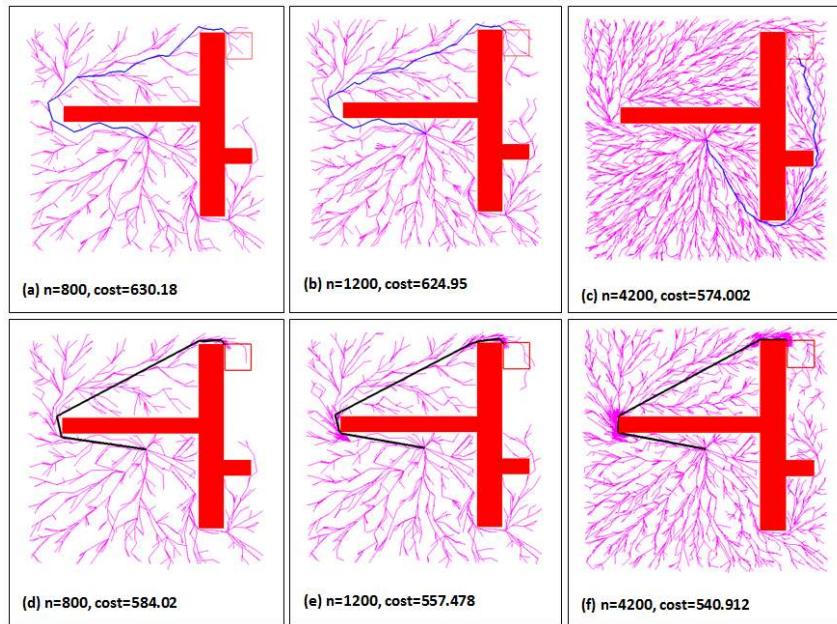 (a) n=800, cost=630.18
(b) n=1200, cost=624.95
(c) n=4200, cost=574.002
(d) n=800, cost=584.02
(e) n=1200, cost=557.478
(f) n=4200, cost=540.912